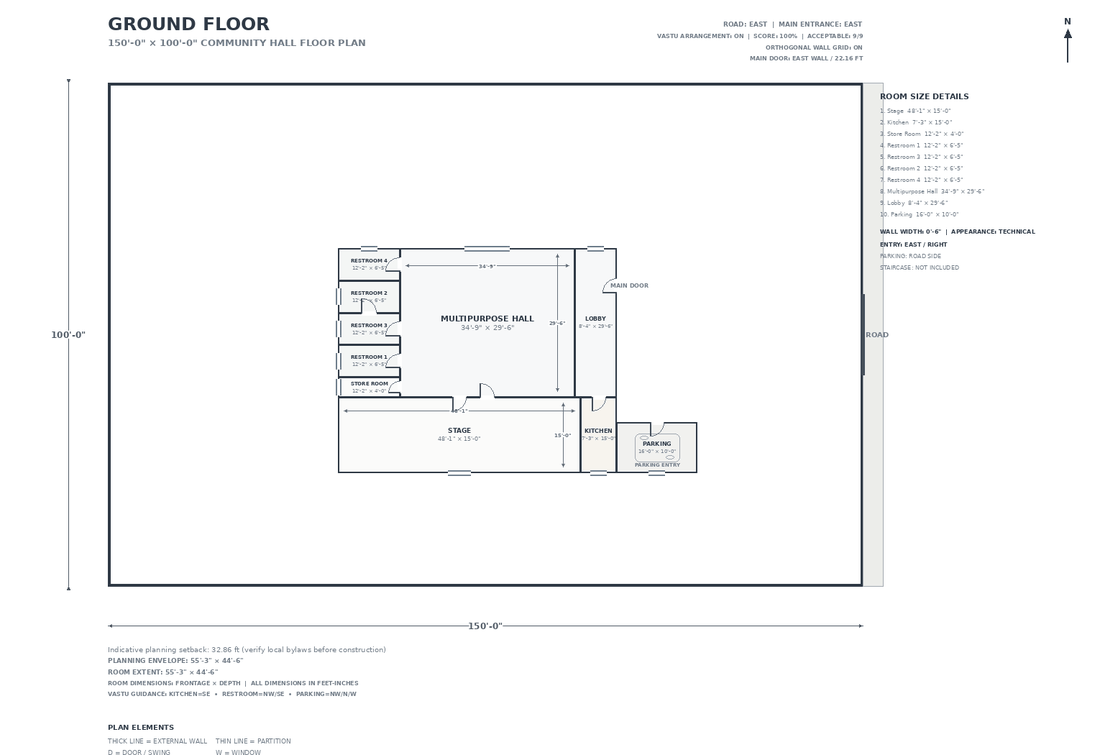 GROUND FLOOR
150'-0" × 100'-0" COMMUNITY HALL FLOOR PLAN
ROAD: EAST | MAIN ENTRANCE: EAST
VASTU ARRANGEMENT: ON | SCORE: 100% | ACCEPTABLE: 9/9
ORTHOGONAL WALL GRID: ON
MAIN DOOR: EAST WALL / 22.16 FT
N
ROOM SIZE DETAILS
1. Stage 48'-1" × 15'-0"
2. Kitchen 7'-3" × 15'-0"
3. Store Room 12'-2" × 4'-0"
4. Restroom 1 12'-2" × 6'-5"
5. Restroom 3 12'-2" × 6'-5"
6. Restroom 2 12'-2" × 6'-5"
7. Restroom 4 12'-2" × 6'-5"
8. Multipurpose Hall 34'-9" × 29'-6"
9. Lobby 8'-4" × 29'-6"
10. Parking 16'-0" × 10'-0"
WALL WIDTH: 0'-6" | APPEARANCE: TECHNICAL
ENTRY: EAST / RIGHT
PARKING: ROAD SIDE
STAIRCASE: NOT INCLUDED
RESTROOM 4
12'-2" × 6'-5"
34'-9"
MAIN DOOR
RESTROOM 2
12'-2" × 6'-5"
MULTIPURPOSE HALL
34'-9" × 29'-6"
29'-6"
LOBBY
8'-4" × 29'-6"
RESTROOM 3
12'-2" × 6'-5"
100'-0"
ROAD
RESTROOM 1
12'-2" × 6'-5"
STORE ROOM
12'-2" × 4'-0"
48'-1"
STAGE
48'-1" × 15'-0"
15'-0"
KITCHEN
7'-3" × 15'-0"
PARKING
16'-0" × 10'-0"
PARKING ENTRY
150'-0"
Indicative planning setback: 32.86 ft (verify local bylaws before construction)
PLANNING ENVELOPE: 55'-3" × 44'-6"
ROOM EXTENT: 55'-3" × 44'-6"
ROOM DIMENSIONS: FRONTAGE × DEPTH | ALL DIMENSIONS IN FEET-INCHES
VASTU GUIDANCE: KITCHEN=SE • RESTROOM=NW/SE • PARKING=NW/N/W
PLAN ELEMENTS
THICK LINE = EXTERNAL WALL THIN LINE = PARTITION
D = DOOR / SWING W = WINDOW